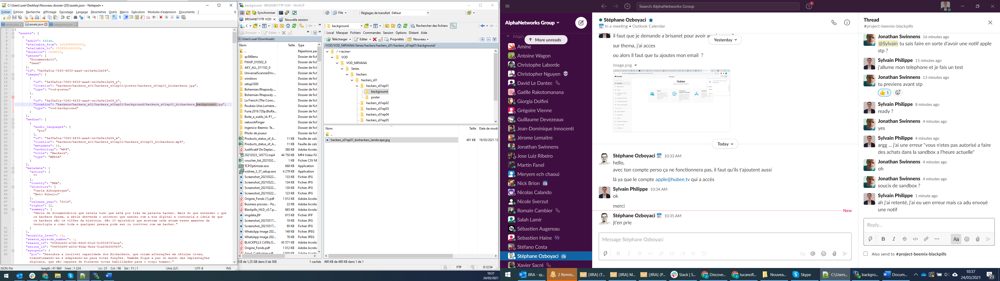 C:\Users\user\Desktop\Nouveau dossier (20)\assets.json - Notepad++
Fichier Édition Recherche Affichage Encodage Langage Paramètres Outils Macro Exécution Modules d'extension Documents ? X
series.json assets.json categories.json
1 {
2 "assets": [
3 {
4 "adult": false,
5 "available_from": 1616284800000,
6 "available_to": 2524521600000,
7 "duration": 1504000,
8 "genres": [
9 "Documentário",
10 "Geek"
11 ],
12 "id": "9a35a51a-7243-4f33-aaa6-ce19a9e12e84",
13 "images": [
14 {
15 "id": "9a35a51a-7243-4f33-aaa6-ce19a9e12e84_p",
16 "location": "hackers/hackers_s01/hackers_s01ep01/poster/hackers_s01ep01_biohackers.jpg",
17 "type": "vod-poster"
18 },
19 {
20 "id": "9a35a51a-7243-4f33-aaa6-ce19a9e12e84_b",
21 "location": "hackers/hackers_s01/hackers_s01ep01/background/hackers_s01ep01_biohackers_background.jpg",
22 "type": "vod-background"
23 }
24 ],
25 "medias": [
26 {
27 "audio_languages": [
28 "por"
29 ],
30 "id": "9a35a51a-7243-4f33-aaa6-ce19a9e12e84_m",
31 "location": "hackers/hackers_s01/hackers_s01ep01/hackers_s01ep01_biohackers.mp4",
32 "metadata": {},
33 "technology": "MP4",
34 "title": "Hackers",
35 "type": "MEDIA"
36 }
37 ],
38 "metadata": {
39 "actors": [
40 ""
41 ],
42 "country": "BRA",
43 "directors": [
44 "Carla Albuquerque",
45 "Beto Ribeiro"
46 ],
47 "release_year": "2016",
48 "rights": [],
49 "summary": [
50 "Série de documentários que revela tudo que está por trás da palavra hacker. Mais do que entender o que
os hackers fazem, a série desvenda o universo que nasceu com a era digital e contraria a ideia de que
os hackers são os vilões da história. São 10 episódios que mostram onde atuam esses amantes da
tecnologia e como toda e qualquer pessoa pode ser ou conviver com um hacker."
51 ]
52 },
53 "morality_level": 14,
54 "season_episode_number": 1,
55 "season_id": "63fdce82-a72b-4fef-80c2-5c55047f7aca",
56 "series_id": "84859d99-a60d-46da-9b2e-51a60b86f9f9",
57 "synopsis": {
58 "por": "Descubra a incrível capacidade dos Biohackers, que criam alterações em células vivas,
transformando-as e adaptando-as para novas funções. Também fique a par do mundo das implantações
digitais, que são capazes de fornecer novas habilidades para o corpo humano."
JSON file length : 41 960 lines : 1 224 Ln : 21 Col : 98 Sel : 11 | 1 Unix (LF) UTF-8 INS
10:37
24/03/2021
background - BRISANET FTP VOD - WinSCP
Synchroniser File Réglages de transfert Défaut
BRISANET FTP VOD X Nouvelle session
C background Rechercher des fichiers
Envoyer Editer
Local Marquer Fichiers Commandes Session Options Distant Aide
C:\Users\user\Downloads\
Télécharger Editer Propriétés Nouveau
Nom Taille Type
.. Répertoire par
qc848enu Dossier de fich
FWUP_010502_8 Dossier de fich
AKY_ALL_011102_0 Dossier de fich
UniversalScannerDriv... Dossier de fich
windows Dossier de fich
setup3300 Dossier de fich
Bohemian.Rhapsody.... Dossier de fich
Bohemian Rhapsody ... Dossier de fich
La French [The Conn... Dossier de fich
Roubaix.Une.Lumiere... Dossier de fich
Furie.2019.720p.BluRa... Dossier de fich
Boite_a_outils_IA-P1_... Dossier de fich
networkPinger Dossier de fich
Ingenico-Beemix-Te... Dossier de fich
Photo de joueur Dossier de fich
Products_status_of_A... 11 KB Feuille de calc
Products_status_of_A... 11 KB Feuille de calc
Justificatif De Deplac... 380 KB Adobe Acroba
20210323_145713.mp4 44 750 KB MP4 Video Fil
voucher_list_2021032... 1 KB Fichier CSV M
TCPOptimizer.exe 668 KB Application
wiztree_3_37_setup.exe 4 279 KB Application
Screenshot_20210322... 133 KB Fichier JPG
Screenshot_20210322... 134 KB Fichier JPG
Screenshot_20210322... 130 KB Fichier JPG
Screenshot_20210322... 123 KB Fichier JPG
Origine_Fonds (1).pdf 1 012 KB Adobe Acroba
Business process - Pa... 22 KB Adobe Acroba
Blackpills_HLD_v0.7.p... 865 KB Adobe Acroba
imgdata.jfif 615 KB Fichier JFIF
Screenshot_20210317... 19 KB Fichier JPG
Screenshot_20210317... 90 KB Fichier JPG
WhatsApp Image 202... 149 KB Fichier JPEG
WhatsApp Image 202... 76 KB Fichier JPEG
BLACKPILLS CATALO... 45 571 KB Adobe Acroba
Origine_Fonds.pdf 1 012 KB Adobe Acroba
Ajout_Cotitulaire.pdf 2 930 KB Adobe Acroba
0 B de 1,25 GB dans 0 de 508 1 cachés
/VOD/VOD_NIRVANA/Series/hackers/hackers_s01/hackers_s01ep01/background/
/ <racine>
VOD
VOD_NIRVANA
Series
hackers
hackers_s01
hackers_s01ep01
background
poster
hackers_s01ep02
hackers_s01ep03
hackers_s01ep04
hackers_s01ep05
Nom Taille Date de modif
..
hackers_s01ep01_biohackers_landscape.jpg 491 KB 19/03/2021 13
490 KB de 490 KB dans 1 de 1
FTP 0:12:54
Search AlphaNetworks Group
4
AlphaNetworks Group
Main
More unreads
Amine
Antoine Wagon
Christophe Laborde
Christopher Nguyen
David Le Dantec
Gaëlle Rakotomanana
Giorgia Dolfini
Grégoire Vienne
Guillaume Devezeaux
Jean-Dominique Innocenti
Jérome Lemaitre
Jonathan Swinnens
Jose Luiz Ribeiro
Martin Fanel
Meryem ech chaoui
Nick Brion
Nicolas Calando
Nicole Sverzut
Romain Cambier
Salah Lamir
Sébastien Augereau
Sebastien Haine
Stéfano Costa
Stéphane Ozboyaci
Xavier Sacré
Stéphane Ozboyaci
In a meeting • Outlook Calendar
il faut que je demande a brisanet pour avoir
Yesterday
sur thema, j'ai acces
ou alors il faut que tu ajoutes mon email ?
image.png
Developer
Account
Hubee
Today
Stéphane Ozboyaci 10:33 AM
hello,
avec ton compte perso ça ne fonctionnera pas, il faut qu'ils t'ajoutent aussi
là ya que le compte apple@hubee.tv qui a accès
Sylvain Philippe 10:34 AM
ok
merci
New
Stéphane Ozboyaci 10:35 AM
jt'en prie
Message Stéphane Ozboyaci
Thread
#project-beemix-blackpills
Jonathan Swinnens 16 minutes ago
@Sylvain tu sais faire en sorte d'avoir une notif apple
stp ?
Sylvain Philippe 15 minutes ago
j'allume mon telephone et je fais un test
Jonathan Swinnens 13 minutes ago
tu previens avant stp
1
Sylvain Philippe 8 minutes ago
ready ?
Jonathan Swinnens 4 minutes ago
yes
Sylvain Philippe 4 minutes ago
argg ... j'ai une erreur "vous n'etes pas autorisé a faire
des achats dans la sandbox a l'heure actuelle"
Jonathan Swinnens 4 minutes ago
oh
Jonathan Swinnens 4 minutes ago
soucis de sandbox ?
Sylvain Philippe 1 minute ago
ah j'ai retenté, j'ai eu uen erreur mais ca adu envoyé
une notif
Reply...
Also send to #project-beemix-blackpills
JIRA - sy... 2 Remin... [JIRA] (T... [JIRA] M... [JIRA] (P... Slack | S... Discove... tucanoR... Nouvea... Skype C:\Users... backgro... Docum...
10:37
24/03/2021
23